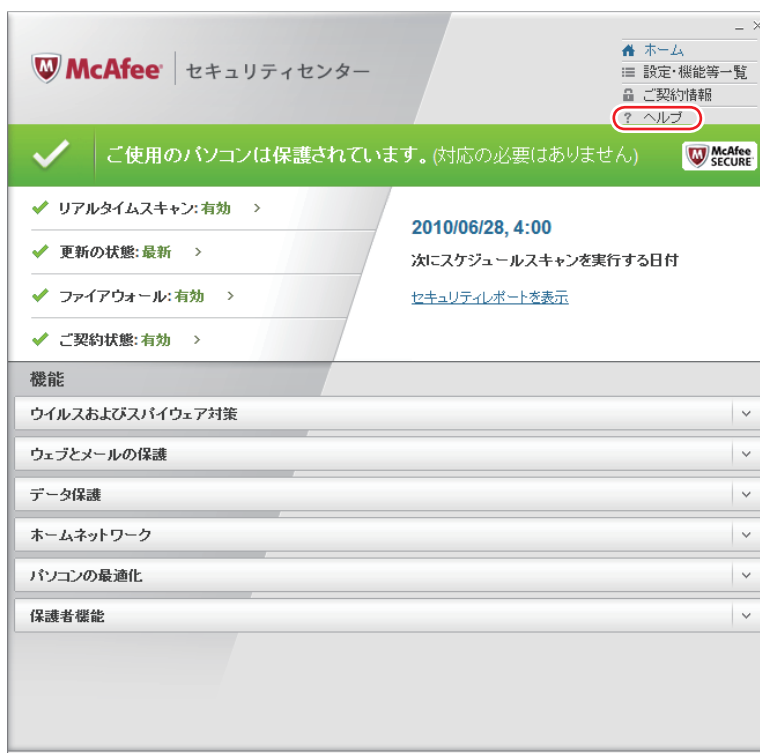 McAfee セキュリティセンター
ホーム
設定・機能等一覧
ご契約情報
? ヘルプ
ご使用のパソコンは保護されています。(対応の必要はありません)
McAfee SECURE
リアルタイムスキャン:有効
更新の状態:最新
ファイアウォール:有効
ご契約状態:有効
2010/06/28, 4:00
次にスケジュールスキャンを実行する日付
セキュリティレポートを表示
機能
ウイルスおよびスパイウェア対策
ウェブとメールの保護
データ保護
ホームネットワーク
パソコンの最適化
保護者機能